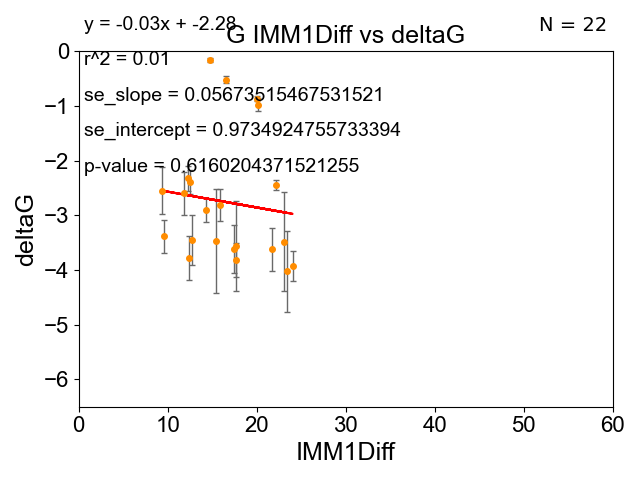 y = -0.03x + -2.28
N = 22
G IMM1Diff vs deltaG
r^2 = 0.01
se_slope = 0.05673515467531521
se_intercept = 0.9734924755733394
p-value = 0.6160204371521255
0
−1
−2
−3
−4
−5
−6
deltaG
0 10 20 30 40 50 60
IMM1Diff